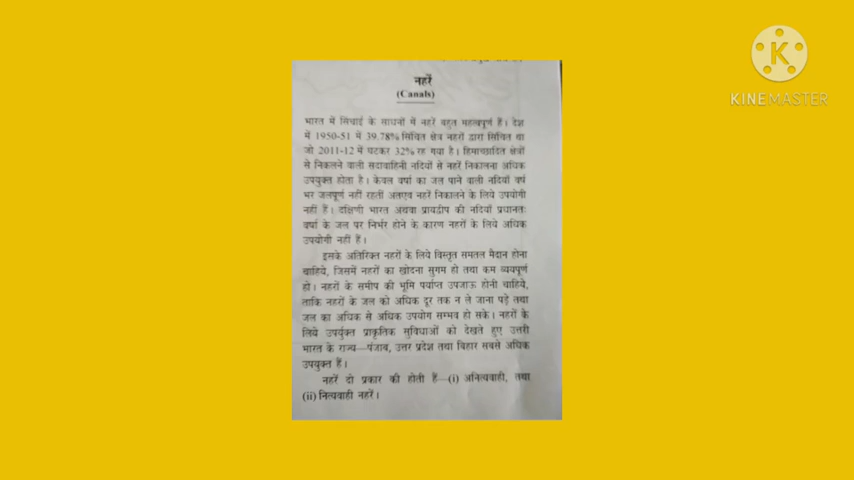 नहरें
(Canals)
भारत में सिंचाई के साधनों में नहरें बहुत महत्वपूर्ण हैं। देश
में 1950-51 में 39.78% सिंचित क्षेत्र नहरों द्वारा सिंचित था
जो 2011-12 में घटकर 32% रह गया है। हिमाच्छादित क्षेत्रों
से निकलने वाली सदावाहिनी नदियों से नहरें निकालना अधिक
उपयुक्त होता है। केवल वर्षा का जल पाने वाली नदियाँ वर्ष
भर जलपूर्ण नहीं रहतीं अतएव नहरें निकालने के लिये उपयोगी
नहीं हैं। दक्षिणी भारत अथवा प्रायद्वीप की नदियाँ प्रधानतः
वर्षा के जल पर निर्भर होने के कारण नहरों के लिये अधिक
उपयोगी नहीं हैं।
इसके अतिरिक्त नहरों के लिये विस्तृत समतल मैदान होना
चाहिये, जिसमें नहरों का खोदना सुगम हो तथा कम व्ययपूर्ण
हो। नहरों के समीप की भूमि पर्याप्त उपजाऊ होनी चाहिये,
ताकि नहरों के जल को अधिक दूर तक न ले जाना पड़े तथा
जल का अधिक से अधिक उपयोग सम्भव हो सके। नहरों के
लिये उपर्युक्त प्राकृतिक सुविधाओं को देखते हुए उत्तरी
भारत के राज्य—पंजाब, उत्तर प्रदेश तथा बिहार सबसे अधिक
उपयुक्त हैं।
नहरें दो प्रकार की होती हैं—(i) अनित्यवाही, तथा
(ii) नित्यवाही नहरें।
K
KINEMASTER